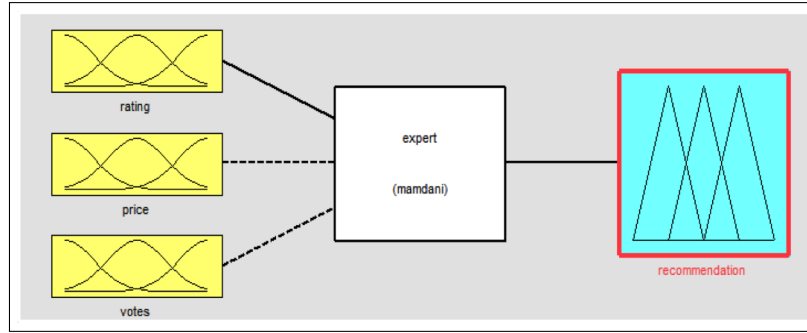 rating
price
votes
expert
(mamdani)
recommendation